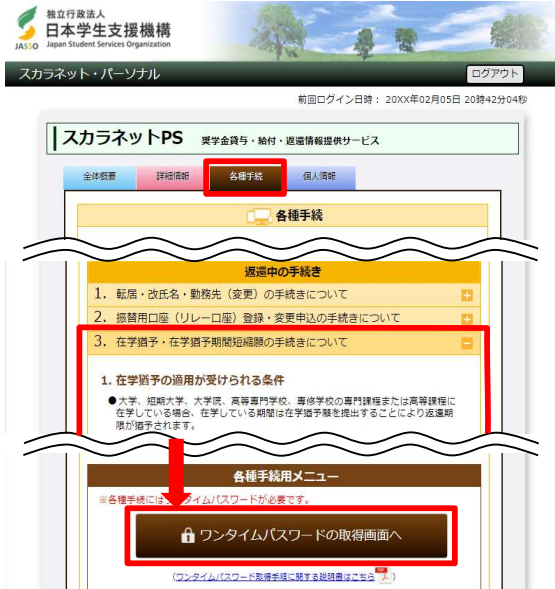 独立行政法人
日本学生支援機構
JASSO Japan Student Services Organization
スカラネット・パーソナル
ログアウト
前回ログイン日時： 20XX年02月05日 20時42分04秒
スカラネットPS 奨学金貸与・給付・返還情報提供サービス
全体概要 詳細情報 各種手続 個人情報
各種手続
返還中の手続き
1. 転居・改氏名・勤務先（変更）の手続きについて
2. 振替用口座（リレー口座）登録・変更申込の手続きについて
3. 在学猶予・在学猶予期間短縮願の手続きについて
1. 在学猶予の適用が受けられる条件
●大学、短期大学、大学院、高等専門学校、専修学校の専門課程または高等課程に
在学している場合、在学している期間は在学猶予願を提出することにより返還期
限が猶予されます。
各種手続用メニュー
※各種手続にはワンタイムパスワードが必要です。
ワンタイムパスワードの取得画面へ
（ワンタイムパスワード取得手順に関する説明書はこちら PDF ）